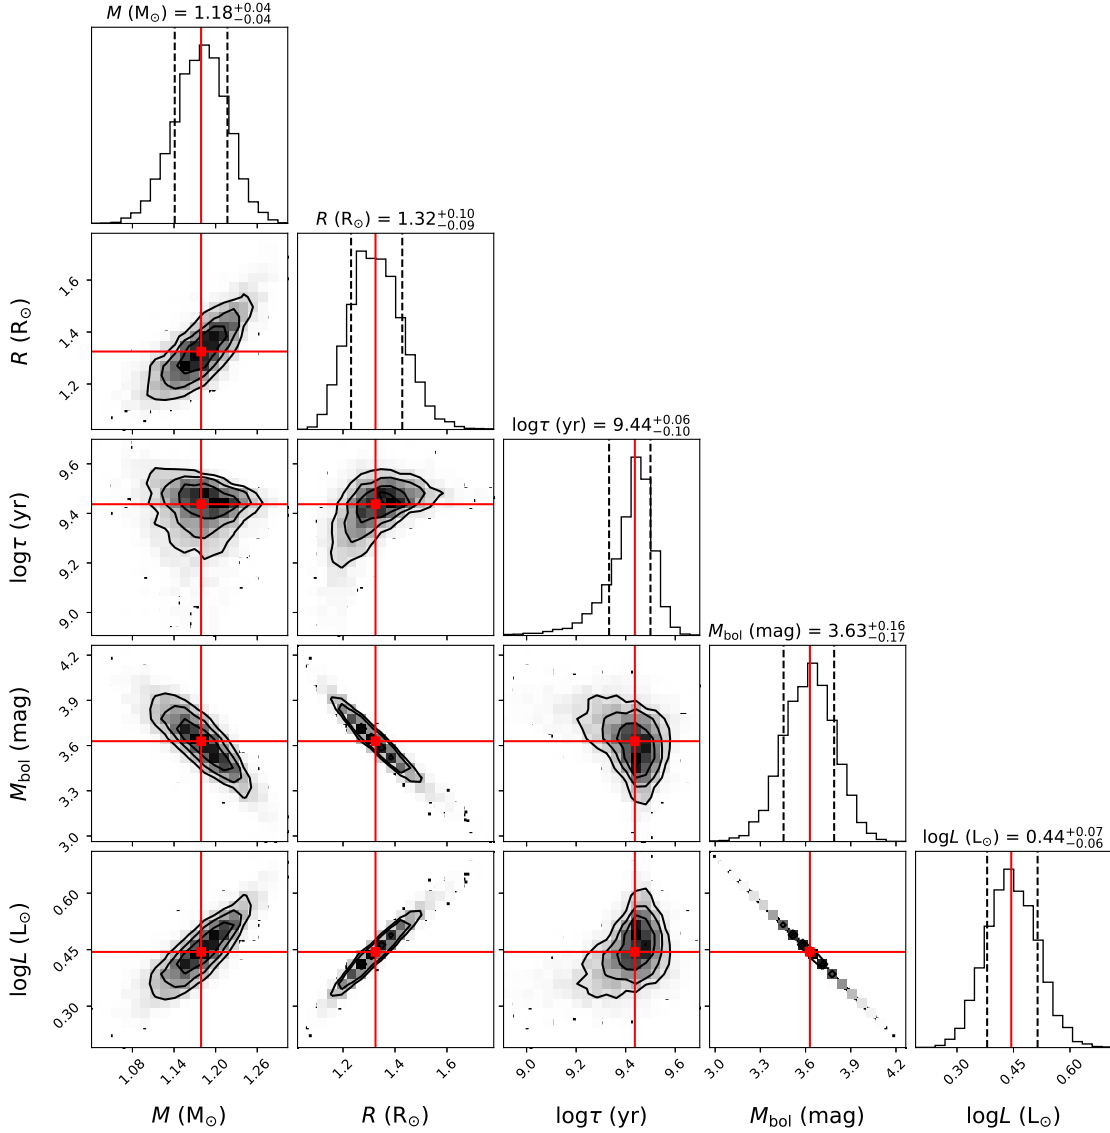 M (M⊙) = 1.18+0.04 −0.04
R (R⊙) = 1.32+0.10 −0.09
1.6
1.4
1.2
R (R⊙)
logτ (yr) = 9.44+0.06 −0.10
9.6
9.4
9.2
9.0
logτ (yr)
Mbol (mag) = 3.63+0.16 −0.17
4.2
3.9
3.6
3.3
3.0
Mbol (mag)
logL (L⊙) = 0.44+0.07 −0.06
0.60
0.45
0.30
logL (L⊙)
1.08 1.14 1.20 1.26
1.2 1.4 1.6
9.0 9.2 9.4 9.6
3.0 3.3 3.6 3.9 4.2
0.30 0.45 0.60
M (M⊙)
R (R⊙)
logτ (yr)
Mbol (mag)
logL (L⊙)